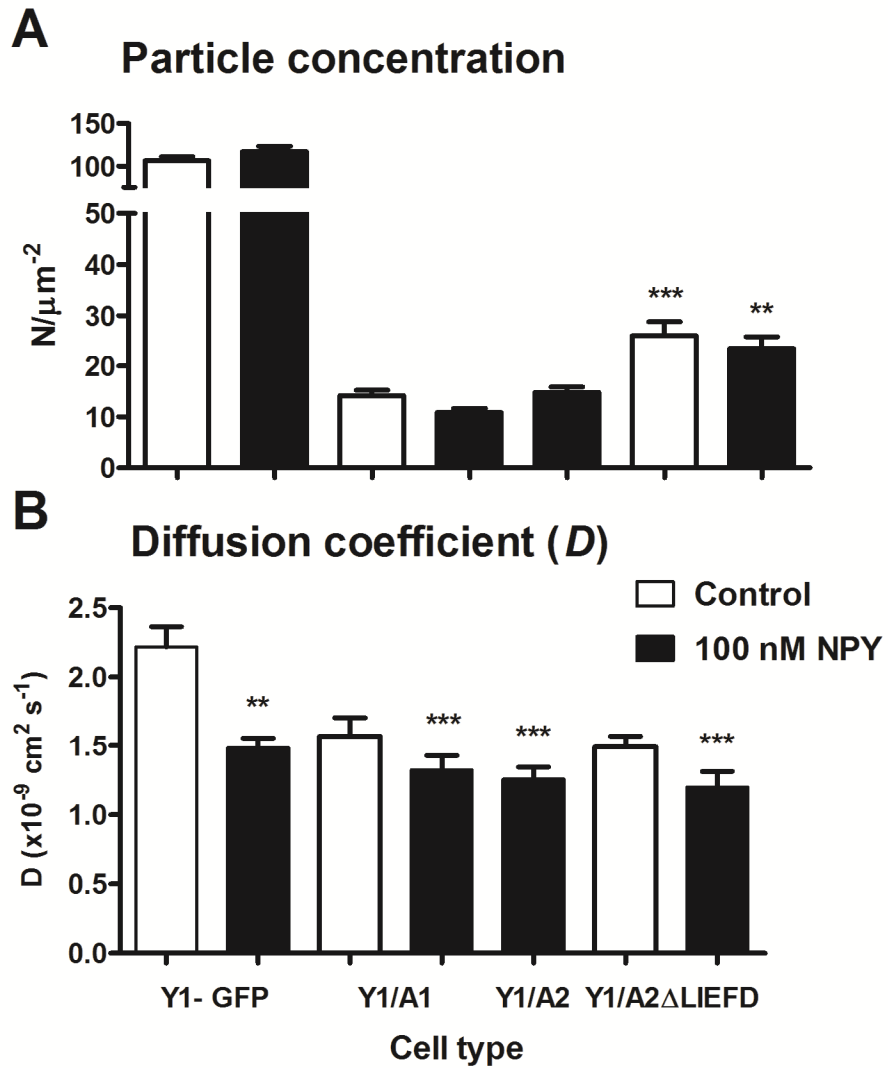 A
Particle concentration
150
100
50
40
30
20
10
0
N/μm-2
***
**
B
Diffusion coefficient (D)
Control
100 nM NPY
2.5
2.0
1.5
1.0
0.5
0.0
D (x10-9 cm2 s-1)
**
***
***
***
Y1- GFP Y1/A1 Y1/A2 Y1/A2ΔLIEFD
Cell type